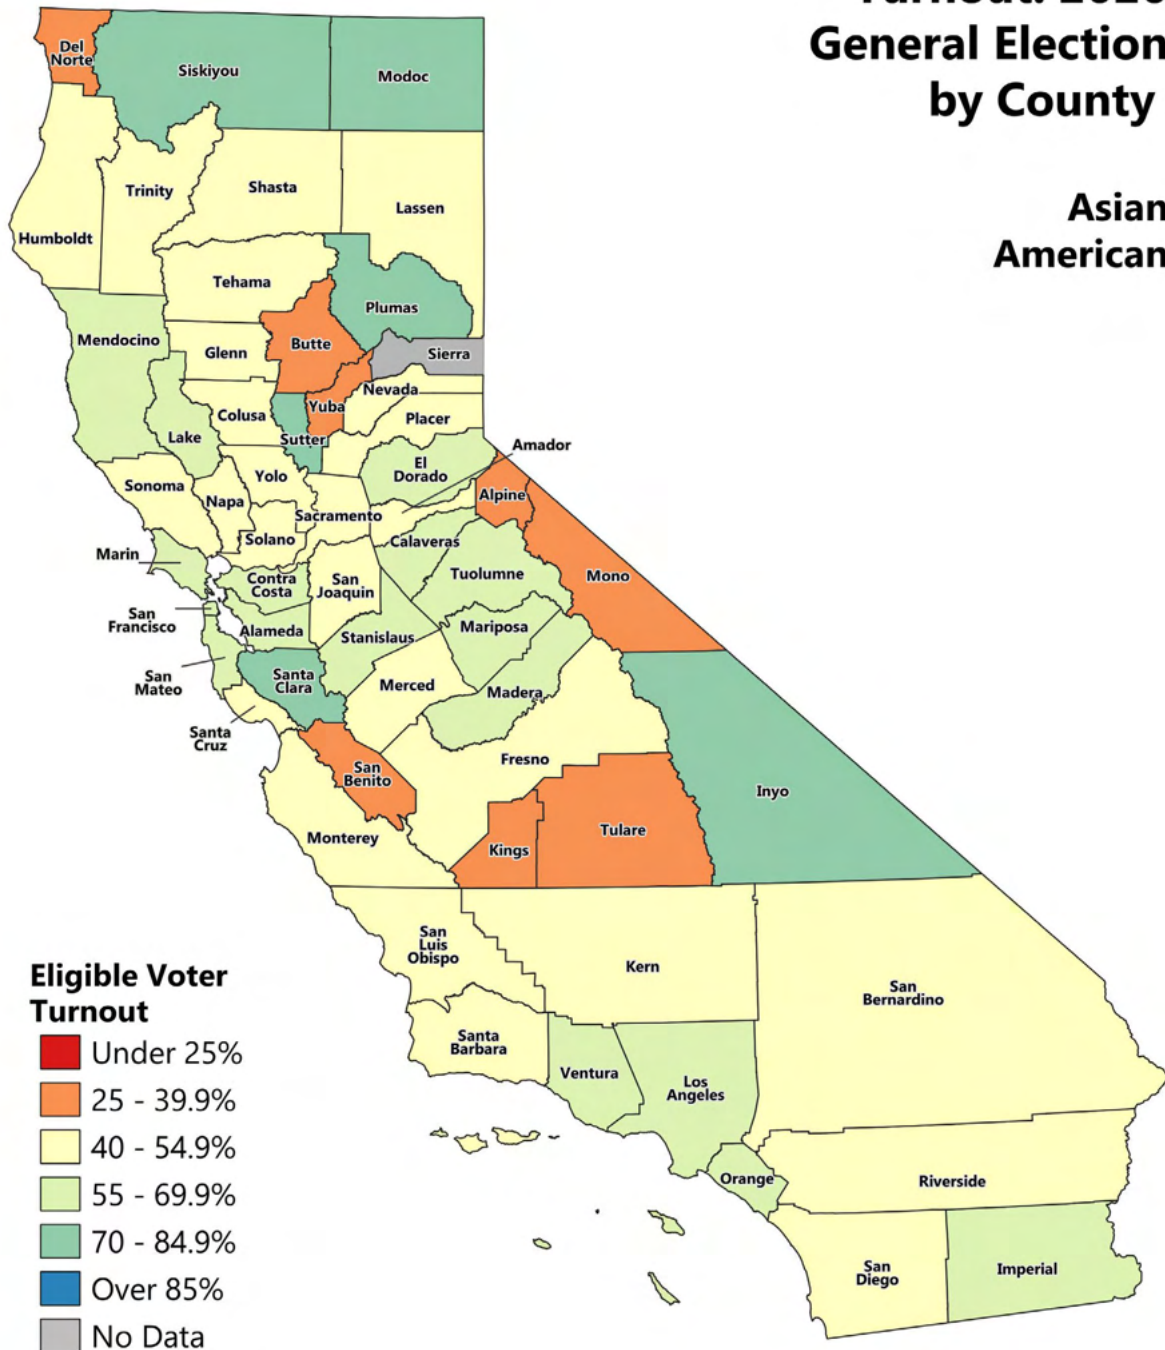 Turnout: 2020
General Election
by County
Asian
American
Del
Norte
Siskiyou
Modoc
Humboldt
Trinity
Shasta
Lassen
Tehama
Plumas
Mendocino
Glenn
Butte
Sierra
Colusa
Yuba
Nevada
Placer
Lake
Sutter
Amador
El
Dorado
Yolo
Sonoma
Napa
Alpine
Sacramento
Solano
Calaveras
Marin
Contra
Costa
San
Joaquin
Tuolumne
Mono
San
Francisco
Alameda
Stanislaus
Mariposa
San
Mateo
Santa
Clara
Merced
Madera
Santa
Cruz
Fresno
San
Benito
Inyo
Monterey
Kings
Tulare
San
Luis
Obispo
Kern
San
Bernardino
Santa
Barbara
Ventura
Los
Angeles
Orange
Riverside
San
Diego
Imperial
Eligible Voter
Turnout
Under 25%
25 - 39.9%
40 - 54.9%
55 - 69.9%
70 - 84.9%
Over 85%
No Data